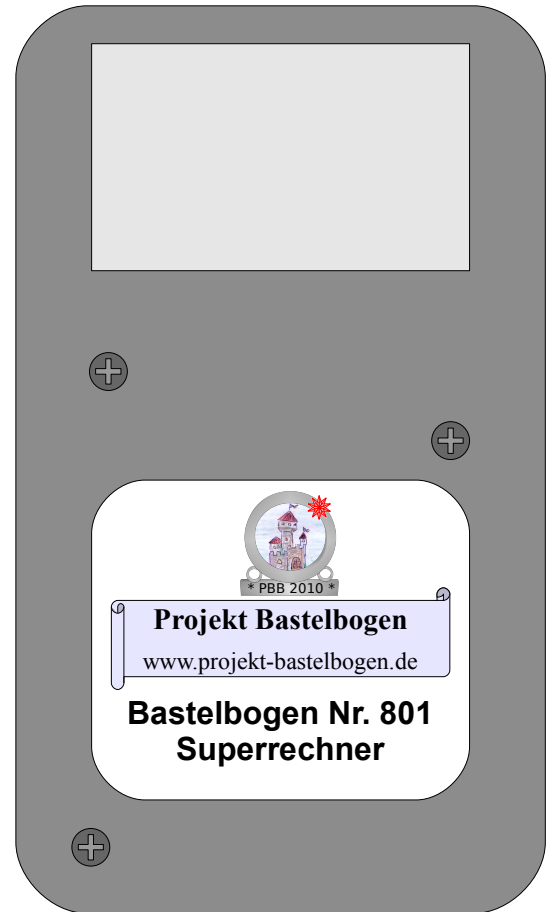 * PBB 2010 *
Projekt Bastelbogen
www.projekt-bastelbogen.de
Bastelbogen Nr. 801
Superrechner